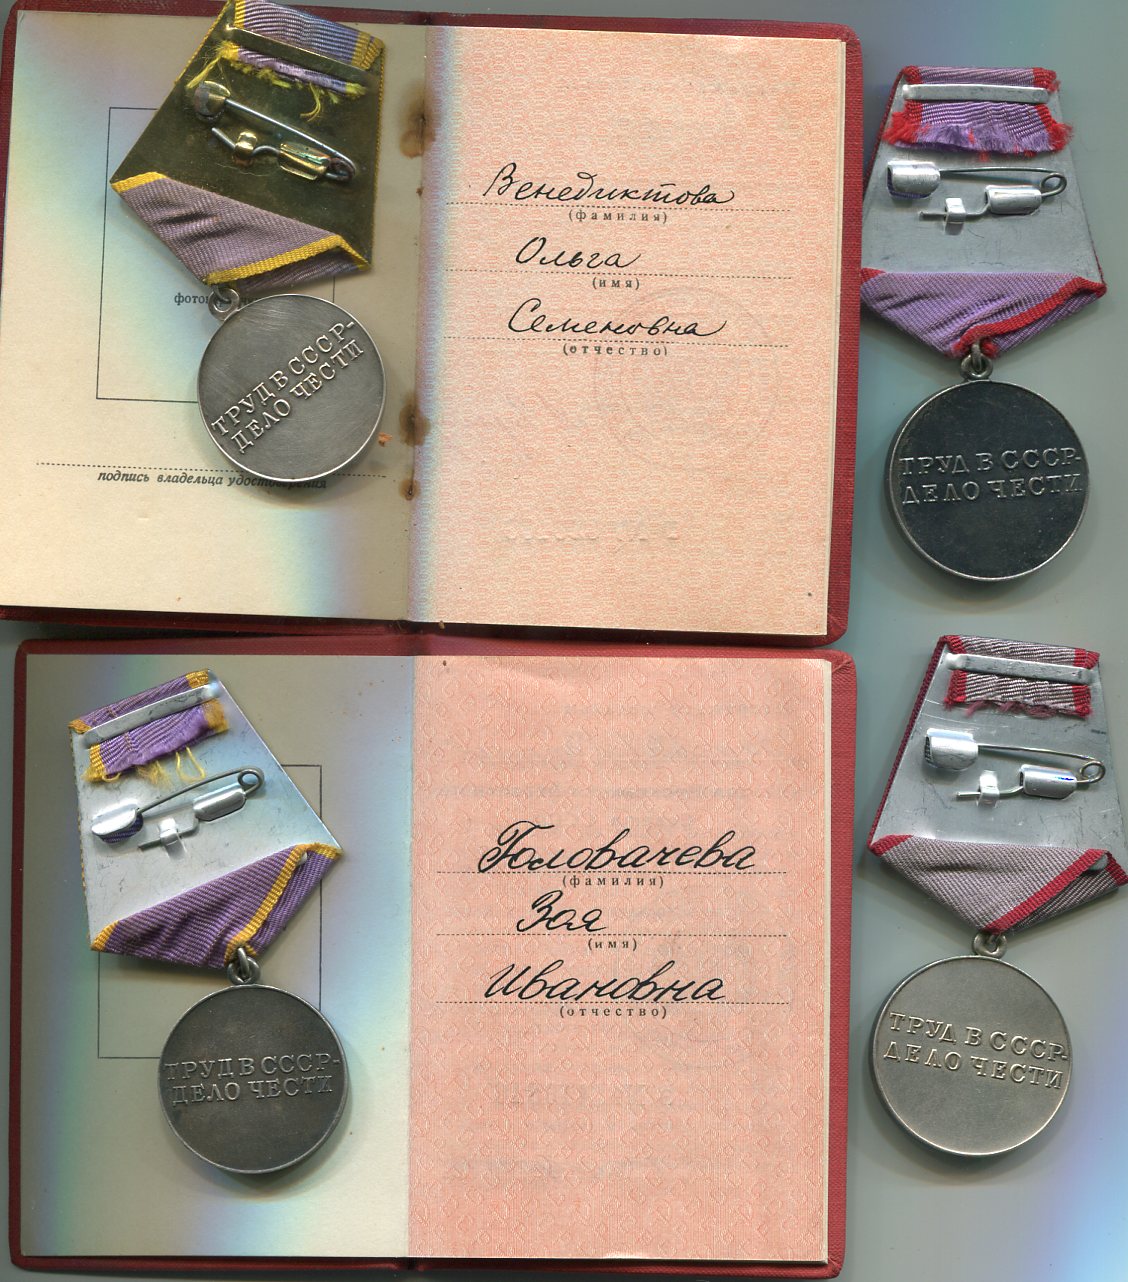 Венедиктова
(фамилия)
Ольга
(имя)
Семеновна
(отчество)
ТРУД В СССР-
ДЕЛО ЧЕСТИ
подпись владельца удостоверения
ТРУД В СССР-
ДЕЛО ЧЕСТИ
Головачева
(фамилия)
Зоя
(имя)
Ивановна
(отчество)
ТРУД В СССР-
ДЕЛО ЧЕСТИ
ТРУД В СССР-
ДЕЛО ЧЕСТИ